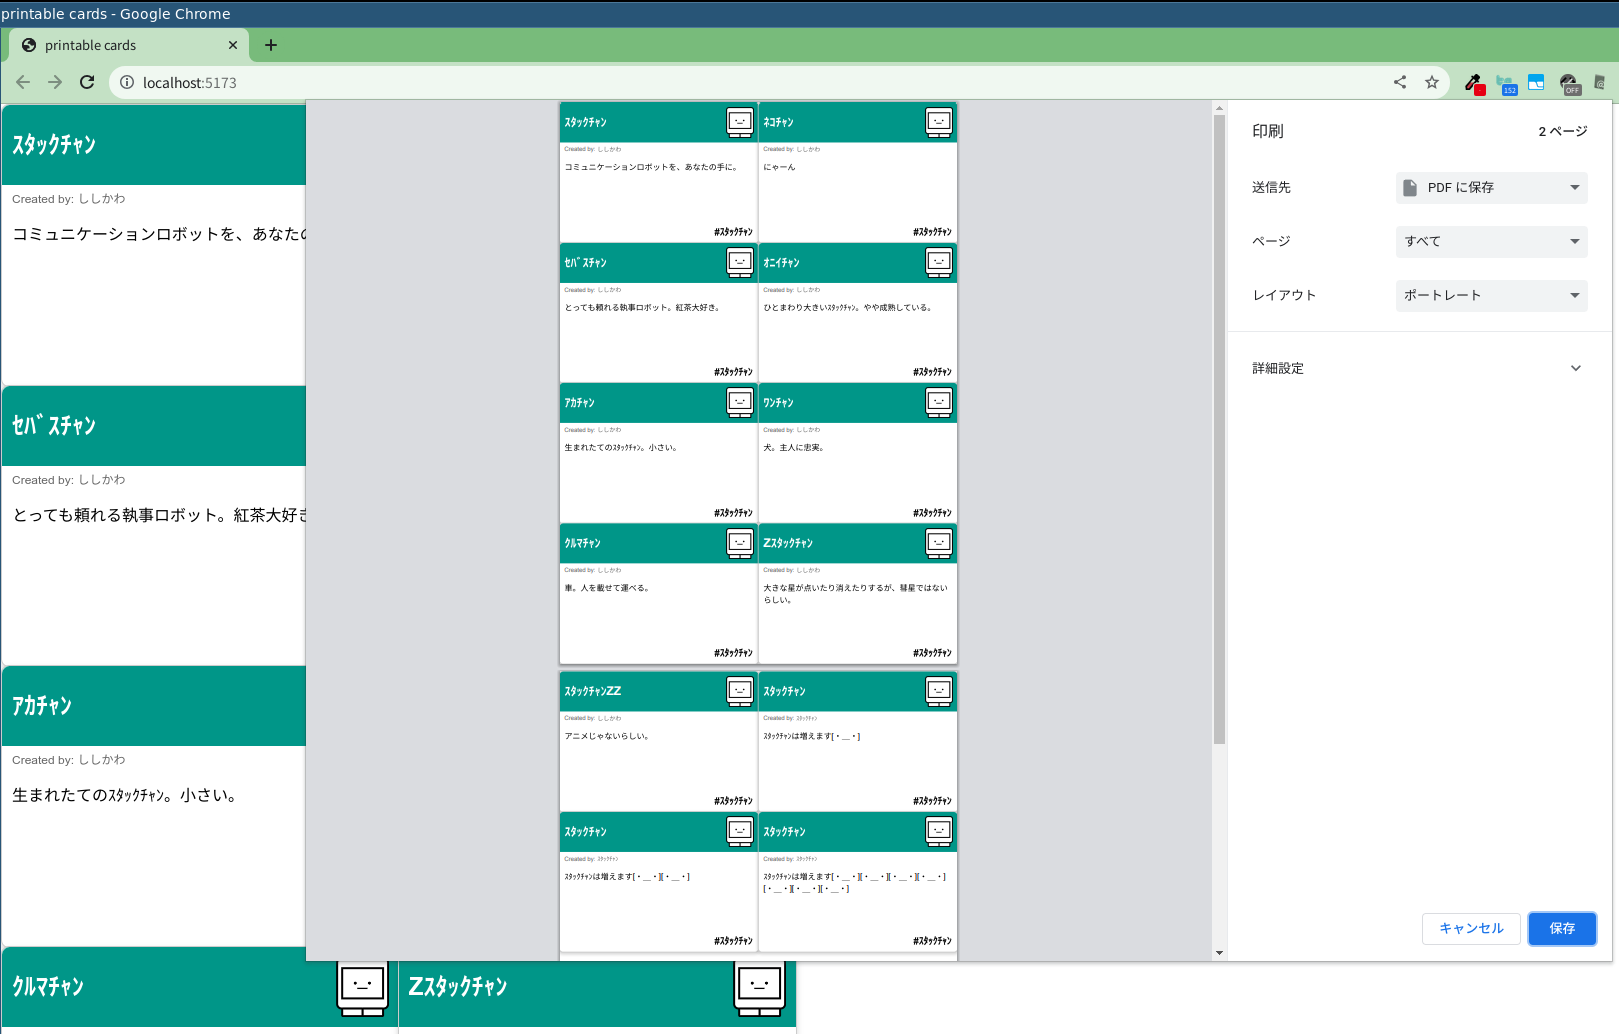 printable cards - Google Chrome
printable cards
localhost:5173
152
OFF
スタックチャン
Created by: ししかわ
コミュニケーションロボットを、あなたの
セバスチャン
Created by: ししかわ
とっても頼れる執事ロボット。紅茶大好き
アカチャン
Created by: ししかわ
生まれたてのｽﾀｯｸﾁｬﾝ。小さい。
クルマチャン
Zスタックチャン
スタックチャン
Created by: ししかわ
コミュニケーションロボットを、あなたの手に。
#スタックチャン
ネコチャン
Created by: ししかわ
にゃーん
#スタックチャン
セバスチャン
Created by: ししかわ
とっても頼れる執事ロボット。紅茶大好き。
#スタックチャン
オニイチャン
Created by: ししかわ
ひとまわり大きいｽﾀｯｸﾁｬﾝ。やや成熟している。
#スタックチャン
アカチャン
Created by: ししかわ
生まれたてのｽﾀｯｸﾁｬﾝ。小さい。
#スタックチャン
ワンチャン
Created by: ししかわ
犬。主人に忠実。
#スタックチャン
クルマチャン
Created by: ししかわ
車。人を載せて運べる。
#スタックチャン
Zスタックチャン
Created by: ししかわ
大きな星が点いたり消えたりするが、彗星ではない
らしい。
#スタックチャン
スタックチャンZZ
Created by: ししかわ
アニメじゃないらしい。
#スタックチャン
スタックチャン
Created by: ｽﾀｯｸﾁｬﾝ
ｽﾀｯｸﾁｬﾝは増えます[・＿・]
#スタックチャン
スタックチャン
Created by: ｽﾀｯｸﾁｬﾝ
ｽﾀｯｸﾁｬﾝは増えます[・＿・][・＿・]
#スタックチャン
スタックチャン
Created by: ｽﾀｯｸﾁｬﾝ
ｽﾀｯｸﾁｬﾝは増えます[・＿・][・＿・][・＿・][・＿・]
[・＿・][・＿・][・＿・]
#スタックチャン
印刷
2 ページ
送信先
PDF に保存
ページ
すべて
レイアウト
ポートレート
詳細設定
キャンセル
保存